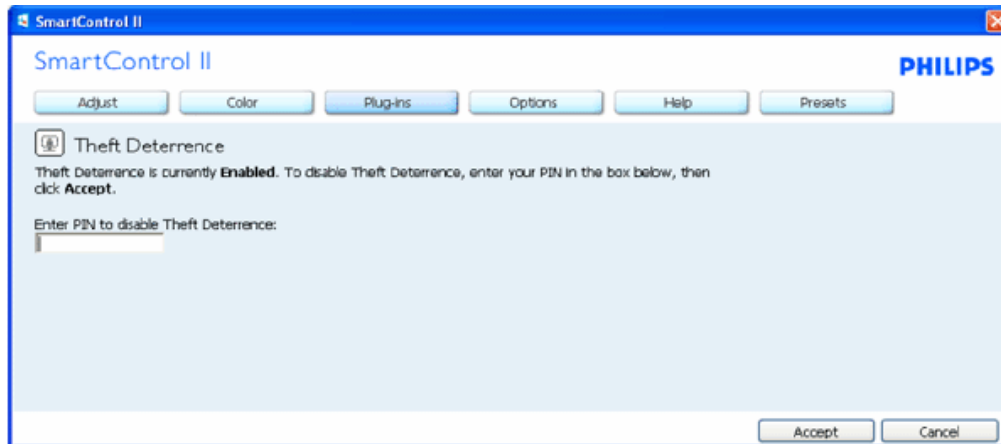 SmartControl II
SmartControl II
PHILIPS
Adjust Color Plug-ins Options Help Presets
Theft Deterrence
Theft Deterrence is currently Enabled. To disable Theft Deterrence, enter your PIN in the box below, then
click Accept.
Enter PIN to disable Theft Deterrence:
Accept Cancel